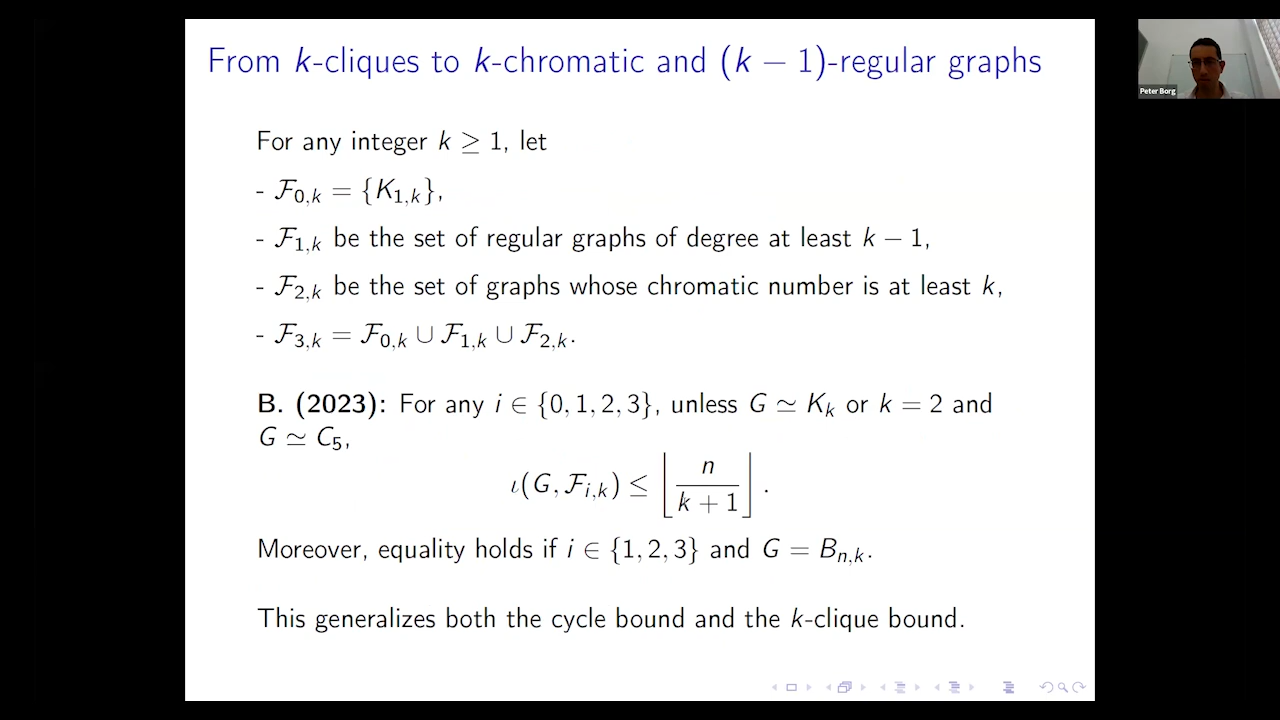 From k-cliques to k-chromatic and (k − 1)-regular graphs
Peter Borg
For any integer k ≥ 1, let
- 𝓕₀,ₖ = {K₁,ₖ},
- 𝓕₁,ₖ be the set of regular graphs of degree at least k − 1,
- 𝓕₂,ₖ be the set of graphs whose chromatic number is at least k,
- 𝓕₃,ₖ = 𝓕₀,ₖ ∪ 𝓕₁,ₖ ∪ 𝓕₂,ₖ.
B. (2023): For any i ∈ {0, 1, 2, 3}, unless G ≃ Kₖ or k = 2 and
G ≃ C₅,
ι(G, 𝓕ᵢ,ₖ) ≤ ⌊n / (k + 1)⌋.
Moreover, equality holds if i ∈ {1, 2, 3} and G = Bₙ,ₖ.
This generalizes both the cycle bound and the k-clique bound.